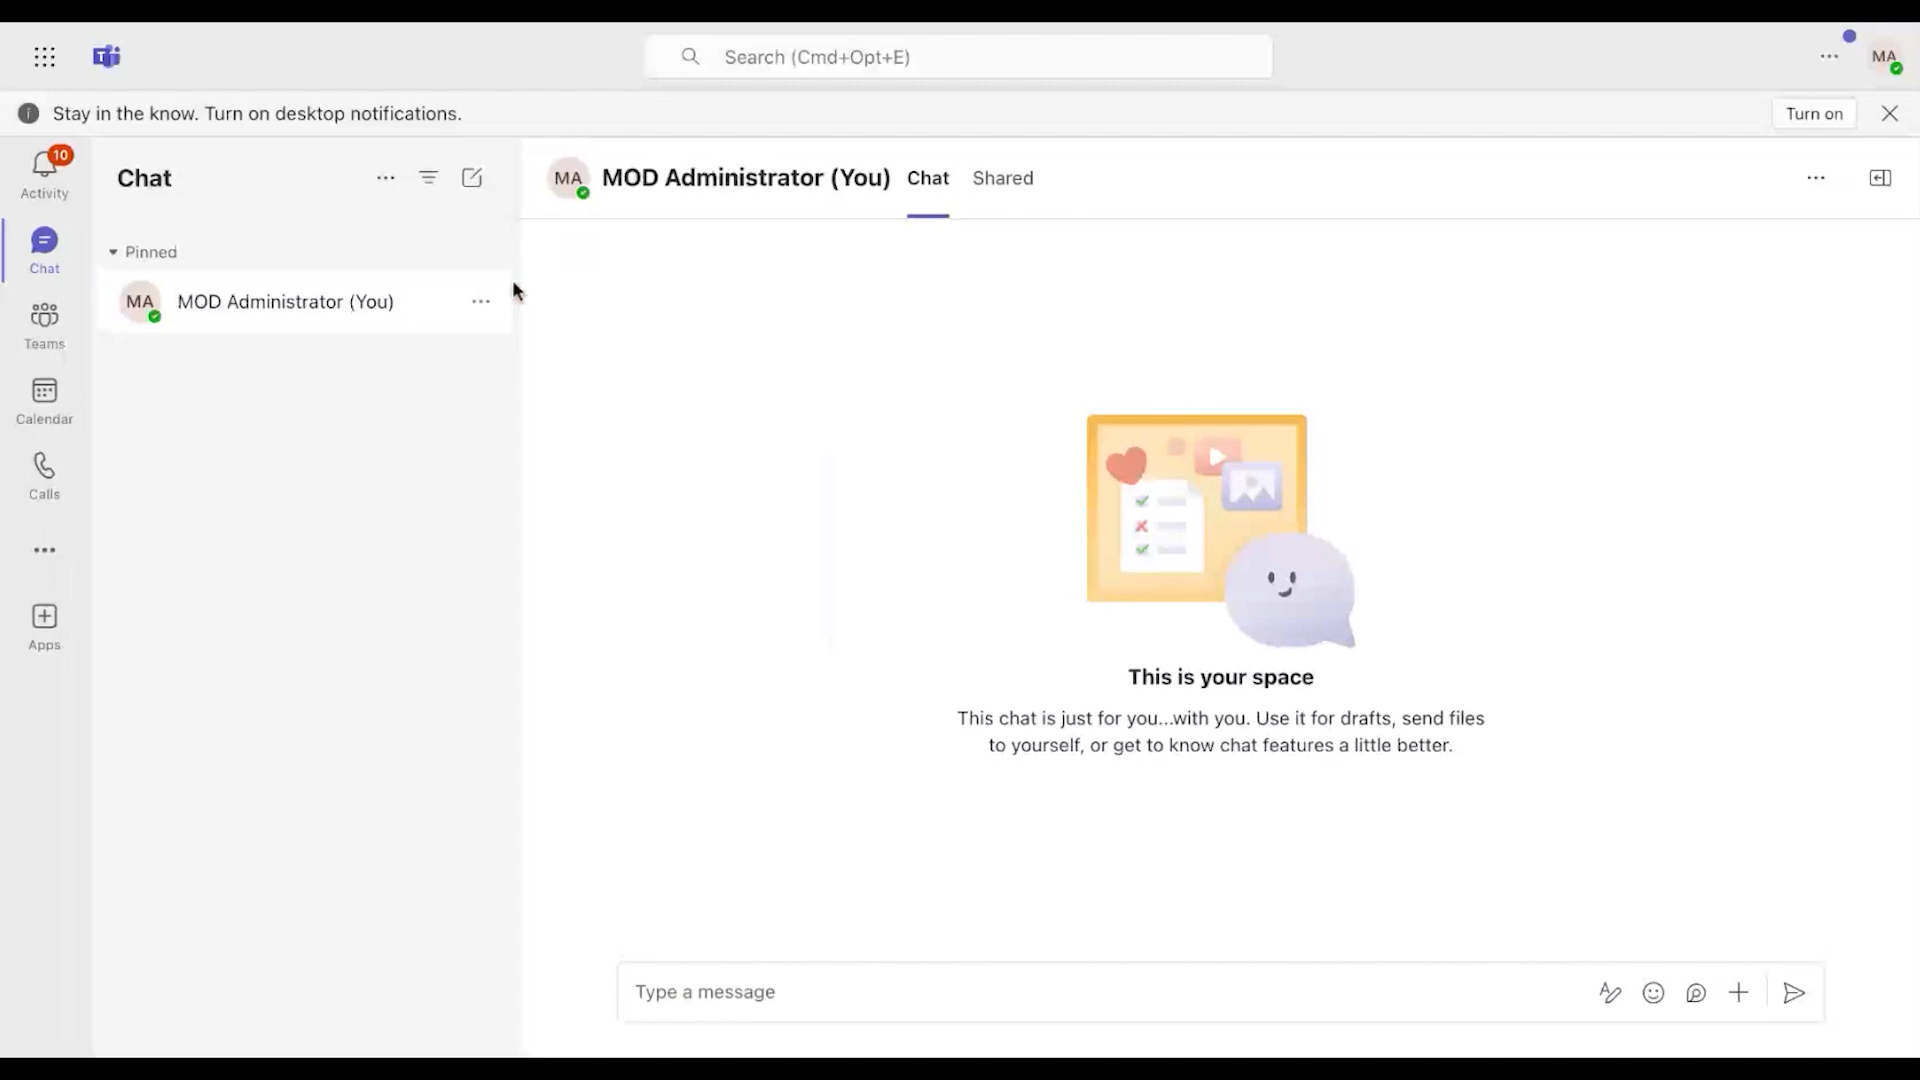 Search (Cmd+Opt+E)
MA
Stay in the know. Turn on desktop notifications.
Turn on
10
Activity
Chat
Teams
Calendar
Calls
Apps
Chat
Pinned
MA
MOD Administrator (You)
MA
MOD Administrator (You)
Chat
Shared
This is your space
This chat is just for you...with you. Use it for drafts, send files
to yourself, or get to know chat features a little better.
Type a message